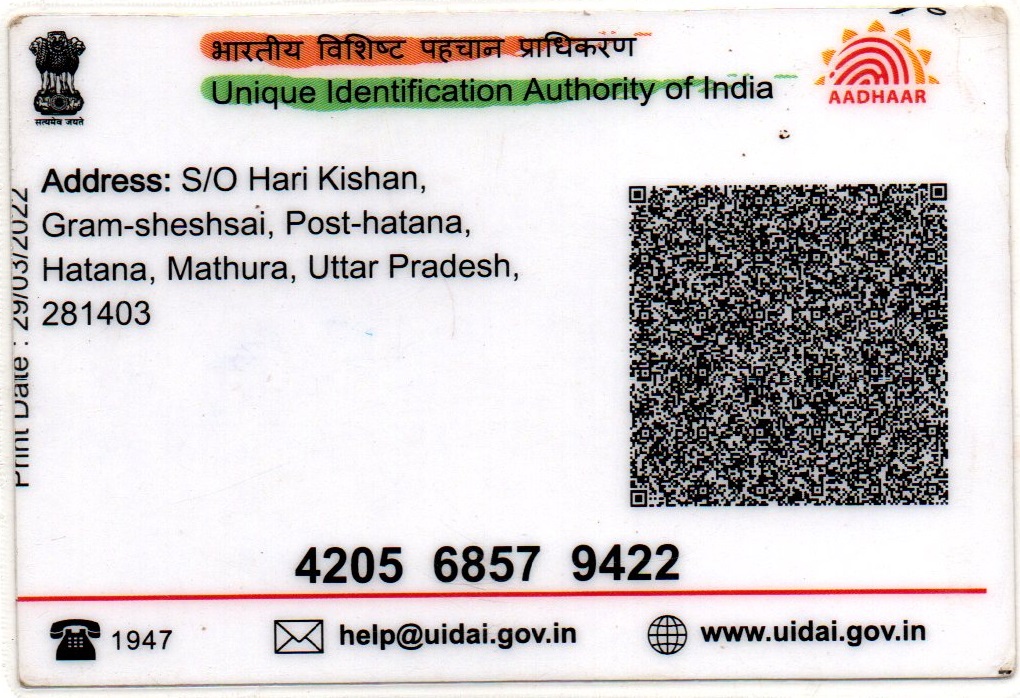 भारतीय विशिष्ट पहचान प्राधिकरण
Unique Identification Authority of India
सत्यमेव जयते
AADHAAR
Address: S/O Hari Kishan,
Gram-sheshsai, Post-hatana,
Hatana, Mathura, Uttar Pradesh,
281403
Print Date : 29/03/2022
4205 6857 9422
1947
help@uidai.gov.in
www.uidai.gov.in